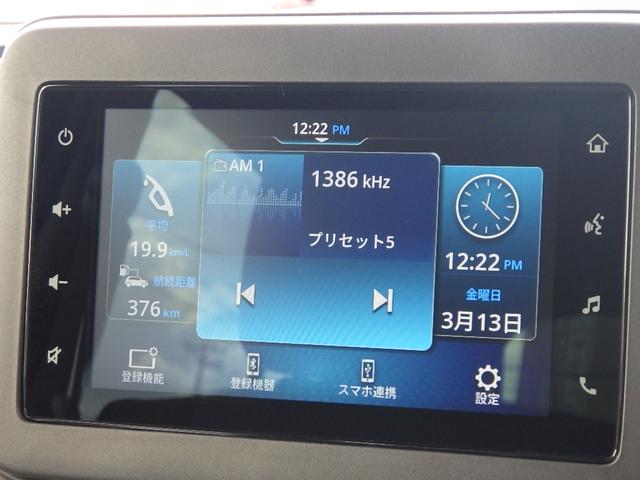 12:22 PM
AM 1
1386 kHz
プリセット5
平均
19.9 km/L
航続距離
376 km
12:22 PM
金曜日
3月13日
登録機能
登録機器
スマホ連携
設定